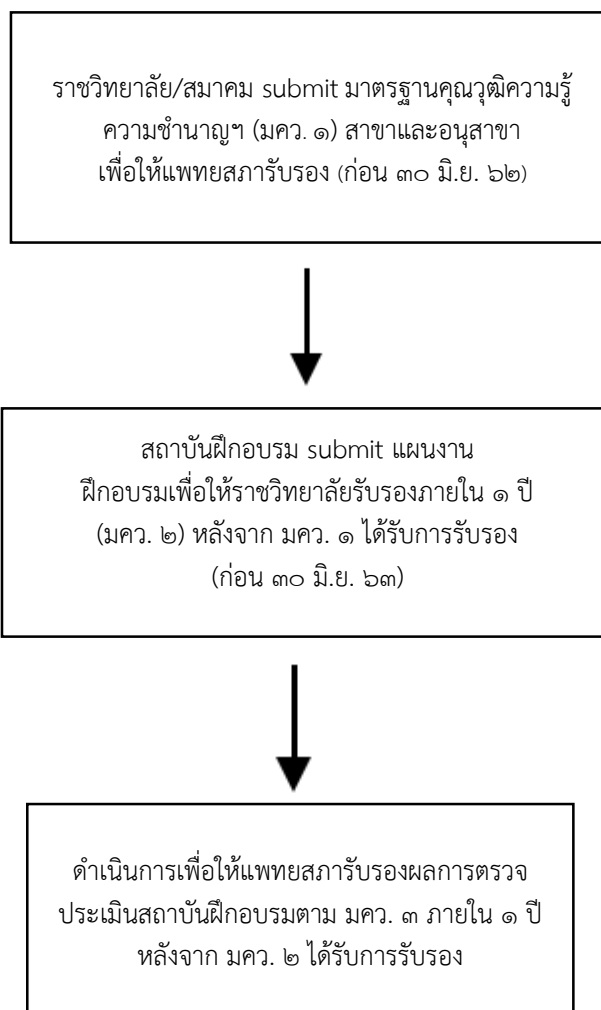 ราชวิทยาลัย/สมาคม submit มาตรฐานคุณวุฒิความรู้
ความชำนาญฯ (มคว. ๑) สาขาและอนุสาขา
เพื่อให้แพทยสภารับรอง (ก่อน ๓๐ มิ.ย. ๖๒)
สถาบันฝึกอบรม submit แผนงาน
ฝึกอบรมเพื่อให้ราชวิทยาลัยรับรองภายใน ๑ ปี
(มคว. ๒) หลังจาก มคว. ๑ ได้รับการรับรอง
(ก่อน ๓๐ มิ.ย. ๖๓)
ดำเนินการเพื่อให้แพทยสภารับรองผลการตรวจ
ประเมินสถาบันฝึกอบรมตาม มคว. ๓ ภายใน ๑ ปี
หลังจาก มคว. ๒ ได้รับการรับรอง